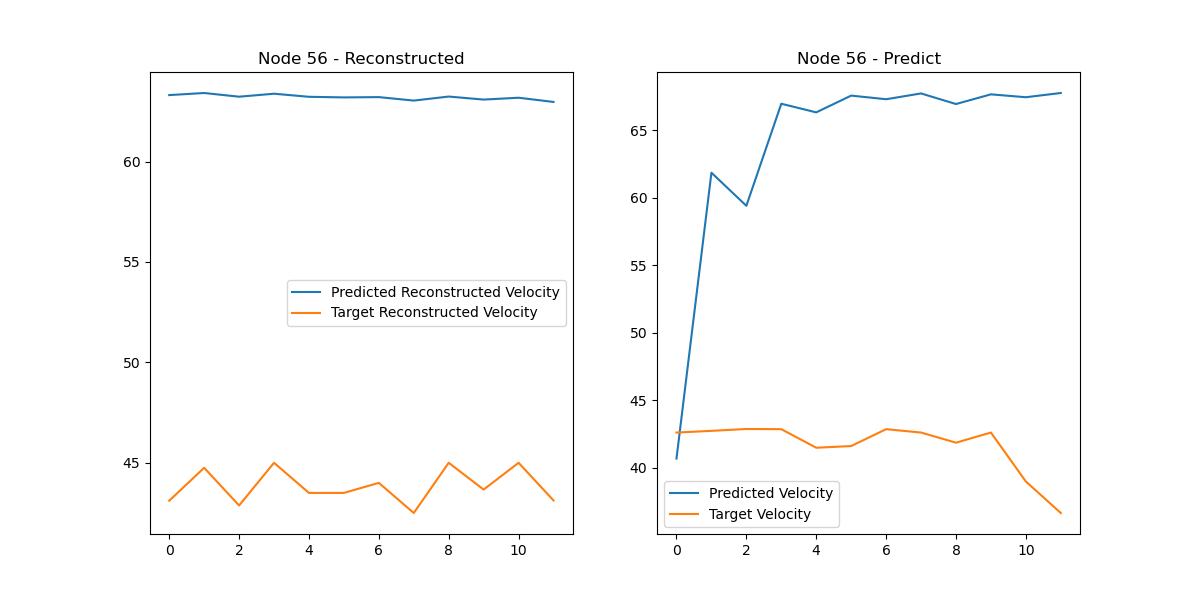 Node 56 - Reconstructed
60
55
50
45
0 2 4 6 8 10
Predicted Reconstructed Velocity
Target Reconstructed Velocity
Node 56 - Predict
65
60
55
50
45
40
0 2 4 6 8 10
Predicted Velocity
Target Velocity